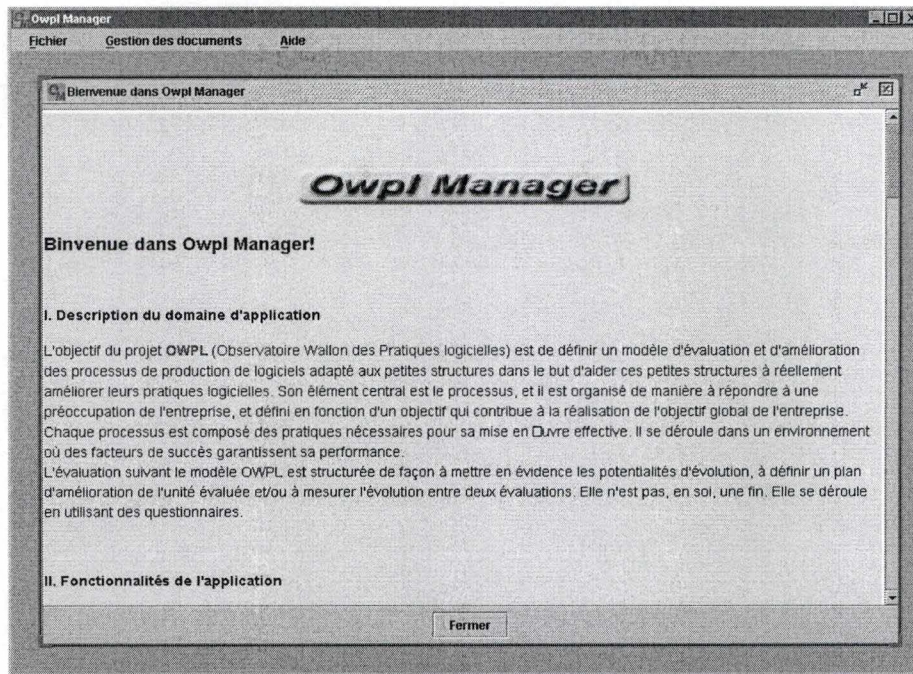 Owpl Manager
Fichier Gestion des documents Aide
Bienvenue dans Owpl Manager
Owpl Manager
Binvenue dans Owpl Manager!
I. Description du domaine d'application
L'objectif du projet OWPL (Observatoire Wallon des Pratiques logicielles) est de définir un modèle d'évaluation et d'amélioration
des processus de production de logiciels adapté aux petites structures dans le but d'aider ces petites structures à réellement
améliorer leurs pratiques logicielles. Son élément central est le processus, et il est organisé de manière à répondre à une
préoccupation de l'entreprise, et défini en fonction d'un objectif qui contribue à la réalisation de l'objectif global de l'entreprise.
Chaque processus est composé des pratiques nécessaires pour sa mise en □uvre effective. Il se déroule dans un environnement
où des facteurs de succès garantissent sa performance.
L'évaluation suivant le modèle OWPL est structurée de façon à mettre en évidence les potentialités d'évolution, à définir un plan
d'amélioration de l'unité évaluée et/ou à mesurer l'évolution entre deux évaluations. Elle n'est pas, en soi, une fin. Elle se déroule
en utilisant des questionnaires.
II. Fonctionnalités de l'application
Fermer